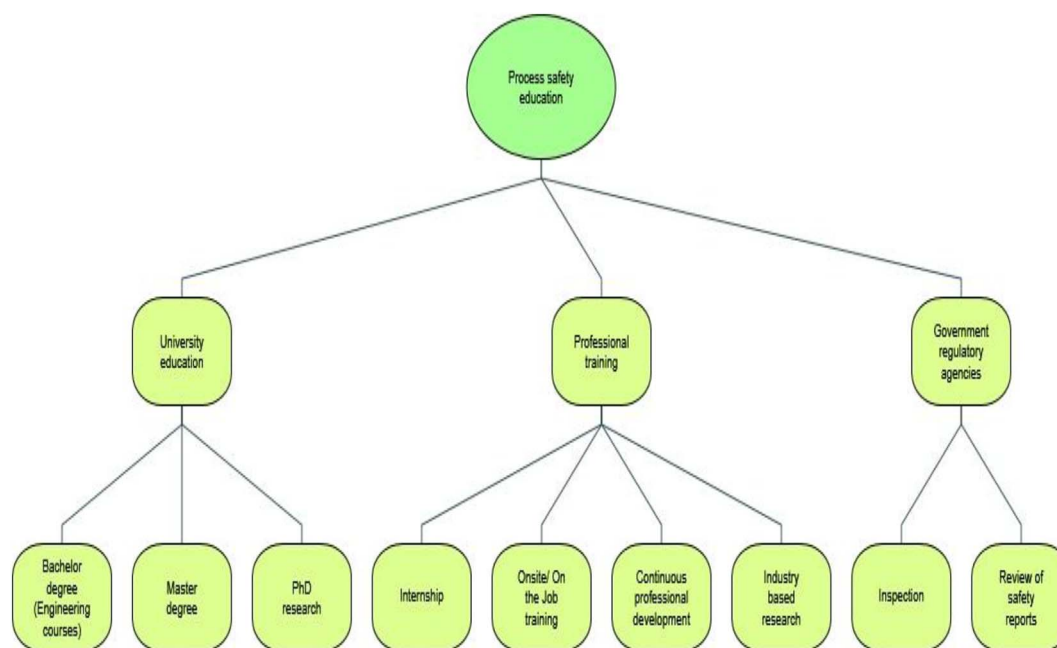 Process safety
education
University
education
Professional
training
Government
regulatory
agencies
Bachelor
degree
(Engineering
courses)
Master
degree
PhD
research
Internship
Onsite/ On
the Job
training
Continuous
professional
development
Industry
based
research
Inspection
Review of
safety
reports